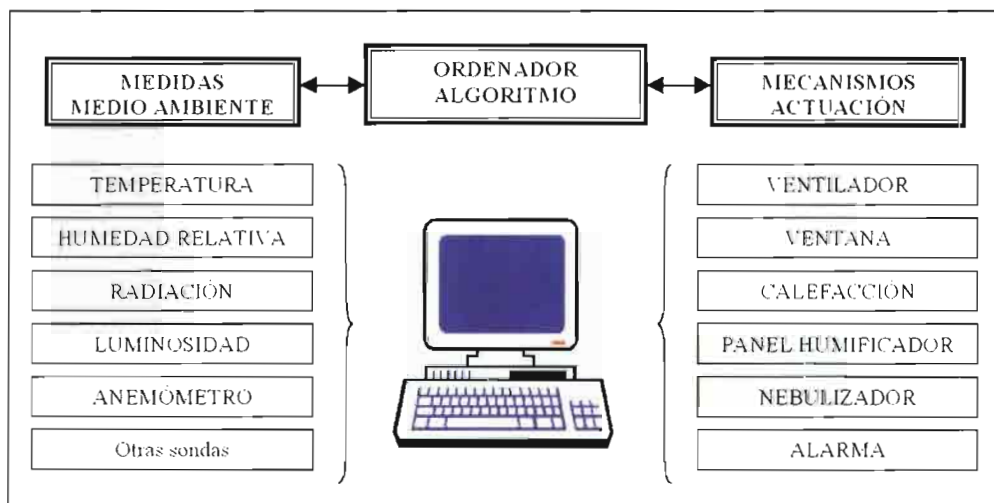 MEDIDAS
MEDIO AMBIENTE
ORDENADOR
ALGORITMO
MECANISMOS
ACTUACIÓN
TEMPERATURA
HUMEDAD RELATIVA
RADIACIÓN
LUMINOSIDAD
ANEMÓMETRO
Otras sondas
VENTILADOR
VENTANA
CALEFACCIÓN
PANEL HUMIFICADOR
NEBULIZADOR
ALARMA